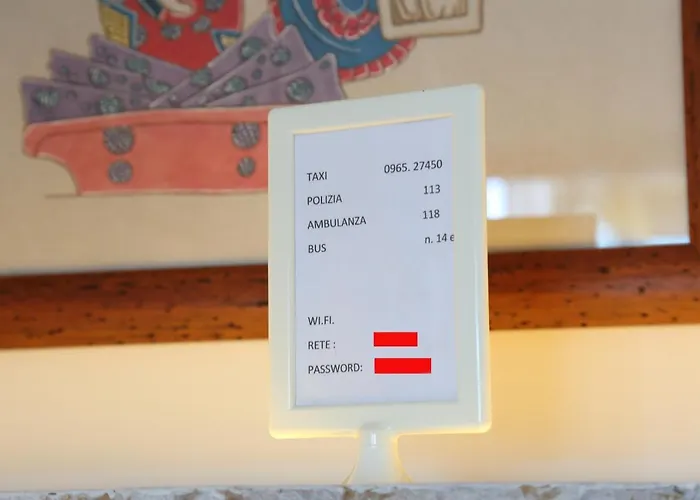 TAXI 0965. 27450
POLIZIA 113
AMBULANZA 118
BUS n. 14 e
WI.FI.
RETE :
PASSWORD: